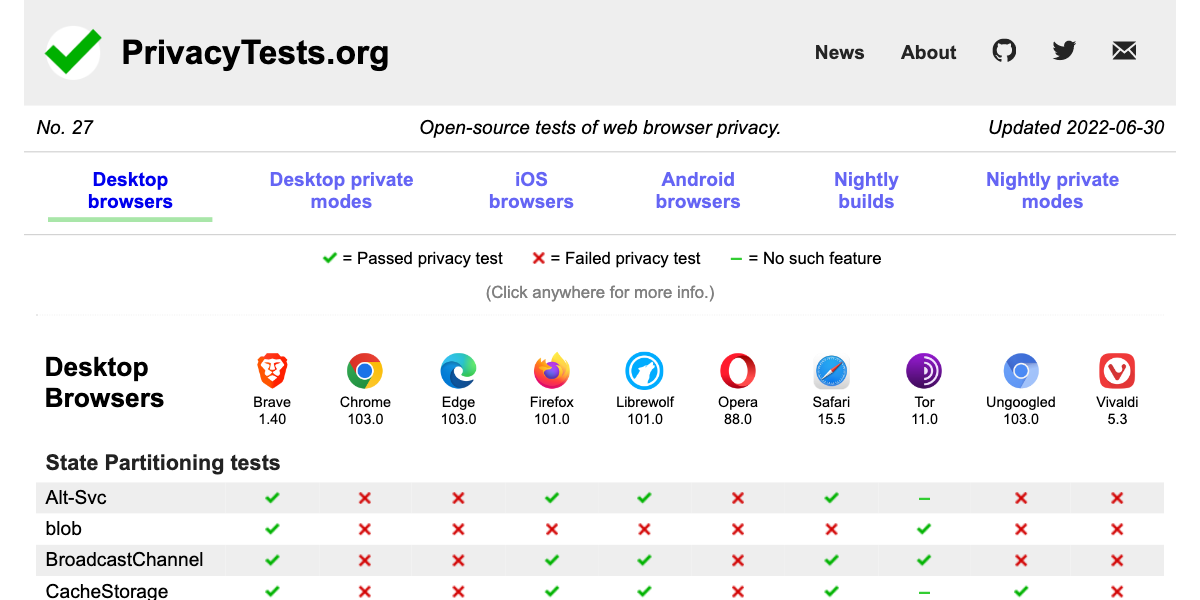 PrivacyTests.org
News
About
No. 27
Open-source tests of web browser privacy.
Updated 2022-06-30
Desktop
browsers
Desktop private
modes
iOS
browsers
Android
browsers
Nightly
builds
Nightly private
modes
= Passed privacy test
= Failed privacy test
= No such feature
(Click anywhere for more info.)
Desktop
Browsers
Brave
1.40
Chrome
103.0
Edge
103.0
Firefox
101.0
Librewolf
101.0
Opera
88.0
Safari
15.5
Tor
11.0
Ungoogled
103.0
Vivaldi
5.3
State Partitioning tests
Alt-Svc
blob
BroadcastChannel
CacheStorage